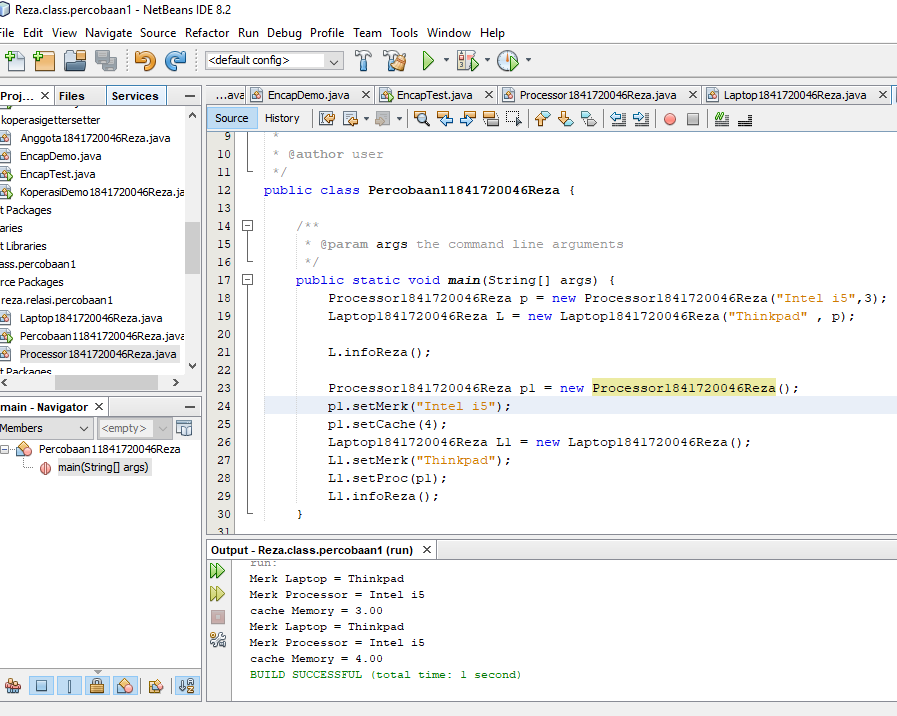 Reza.class.percobaan1 - NetBeans IDE 8.2
File Edit View Navigate Source Refactor Run Debug Profile Team Tools Window Help
<default config>
Proj... Files Services
koperasigettersetter
Anggota1841720046Reza.java
EncapDemo.java
EncapTest.java
KoperasiDemo1841720046Reza.ja
t Packages
aries
t Libraries
ass.percobaan1
rce Packages
reza.relasi.percobaan1
Laptop1841720046Reza.java
Percobaan11841720046Reza.java
Processor1841720046Reza.java
t Packages
main - Navigator
Members <empty>
Percobaan11841720046Reza
main(String[] args)
...ava EncapDemo.java EncapTest.java Processor1841720046Reza.java Laptop1841720046Reza.java
Source History
9 *
10 * @author user
11 */
12 public class Percobaan11841720046Reza {
13
14 /**
15 * @param args the command line arguments
16 */
17 public static void main(String[] args) {
18 Processor1841720046Reza p = new Processor1841720046Reza("Intel i5",3);
19 Laptop1841720046Reza L = new Laptop1841720046Reza("Thinkpad" , p);
20
21 L.infoReza();
22
23 Processor1841720046Reza p1 = new Processor1841720046Reza();
24 p1.setMerk("Intel i5");
25 p1.setCache(4);
26 Laptop1841720046Reza L1 = new Laptop1841720046Reza();
27 L1.setMerk("Thinkpad");
28 L1.setProc(p1);
29 L1.infoReza();
30 }
31
Output - Reza.class.percobaan1 (run)
run:
Merk Laptop = Thinkpad
Merk Processor = Intel i5
cache Memory = 3.00
Merk Laptop = Thinkpad
Merk Processor = Intel i5
cache Memory = 4.00
BUILD SUCCESSFUL (total time: 1 second)